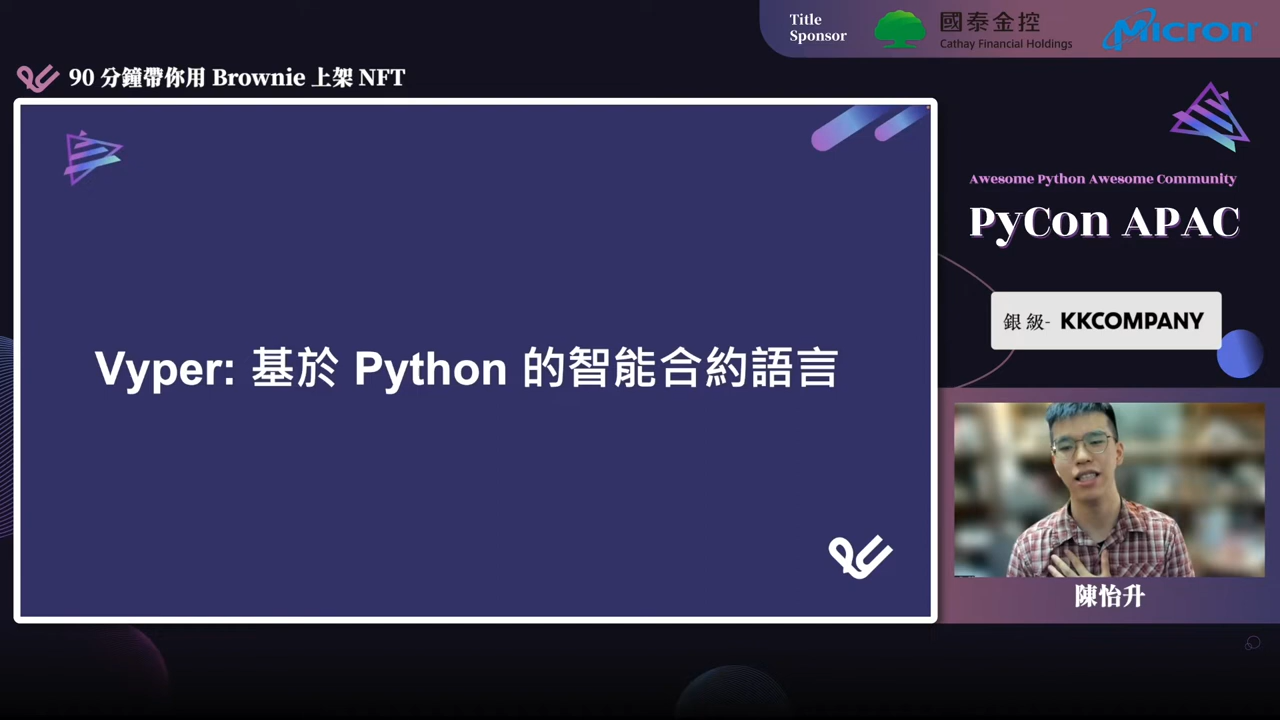 Title
Sponsor
國泰金控
Cathay Financial Holdings
Micron
90 分鐘帶你用 Brownie 上架 NFT
Vyper: 基於 Python 的智能合約語言
Awesome Python Awesome Community
PyCon APAC
銀級- KKCOMPANY
陳怡升